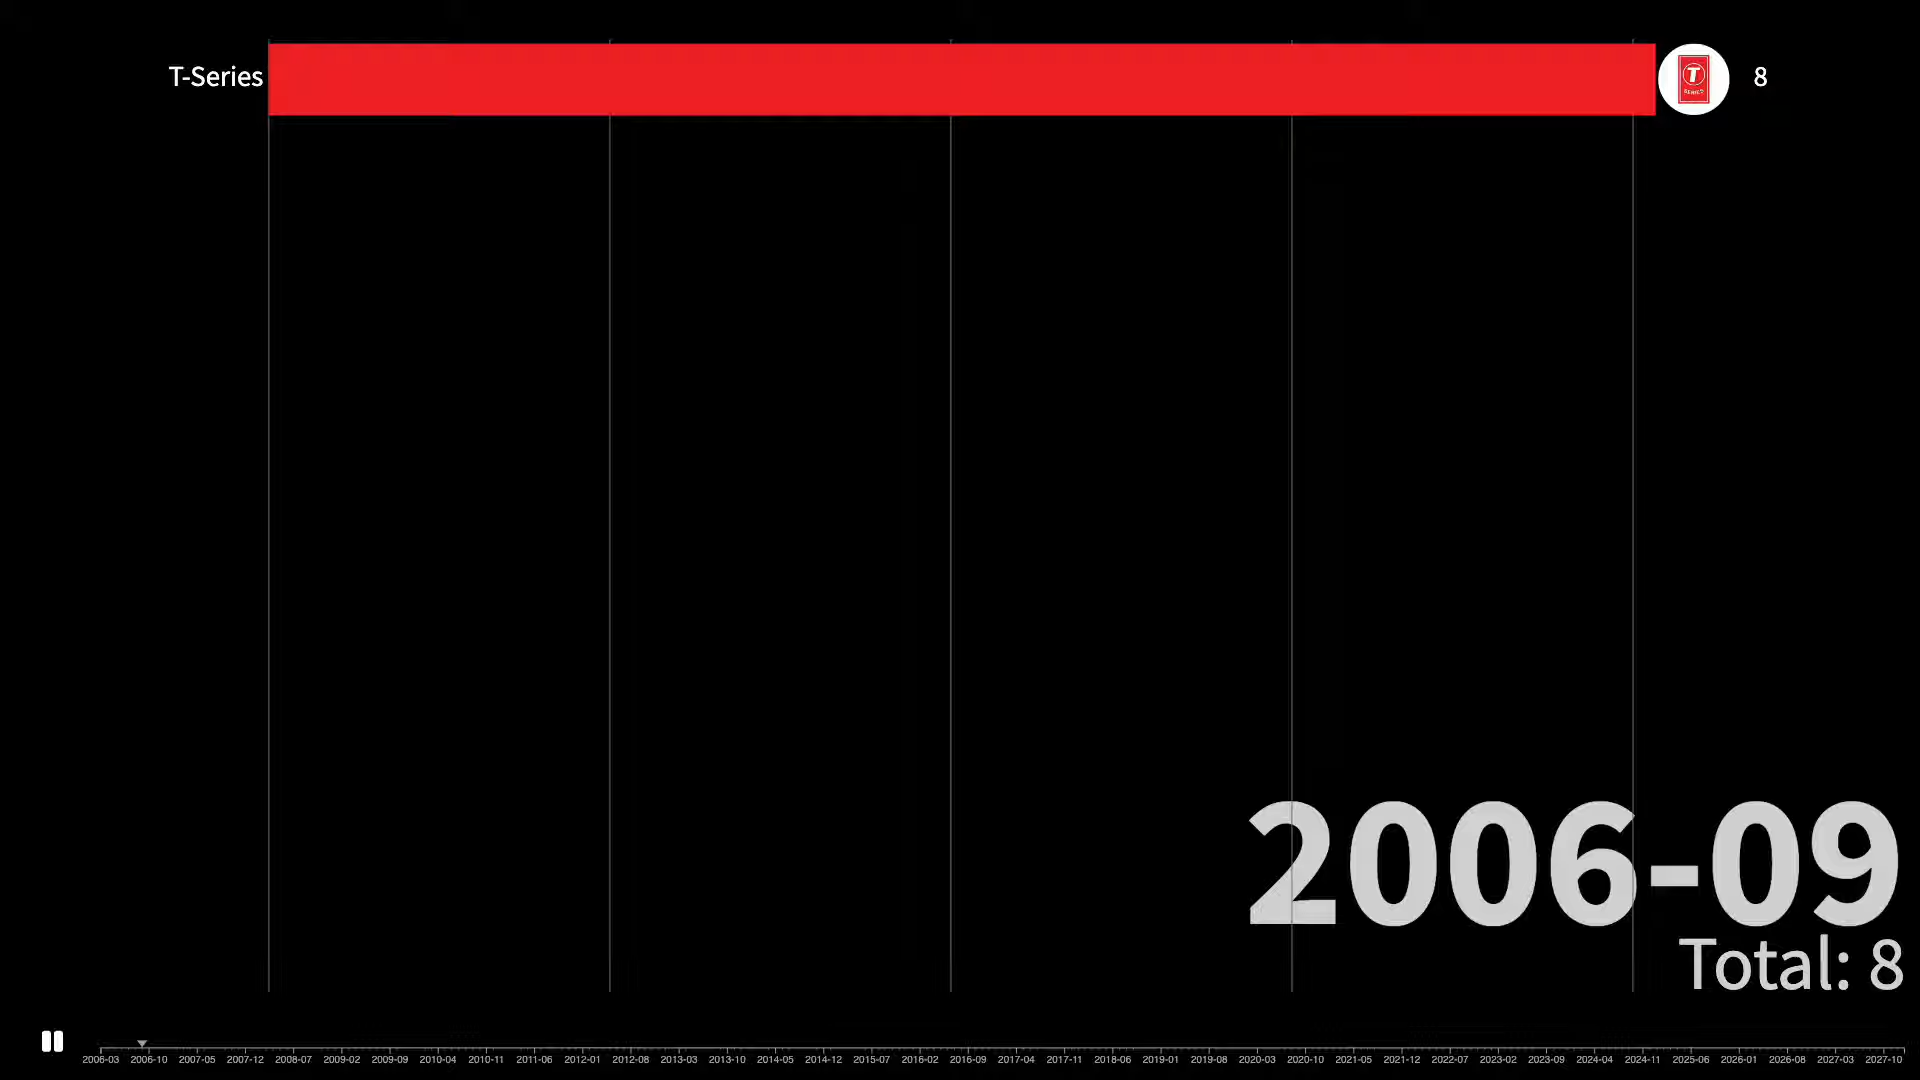 T-Series
T
SERIES
8
2006-09
Total: 8
2006-03 2006-10 2007-05 2007-12 2008-07 2009-02 2009-09 2010-04 2010-11 2011-06 2012-01 2012-08 2013-03 2013-10 2014-05 2014-12 2015-07 2016-02 2016-09 2017-04 2017-11 2018-06 2019-01 2019-08 2020-03 2020-10 2021-05 2021-12 2022-07 2023-02 2023-09 2024-04 2024-11 2025-06 2026-01 2026-08 2027-03 2027-10